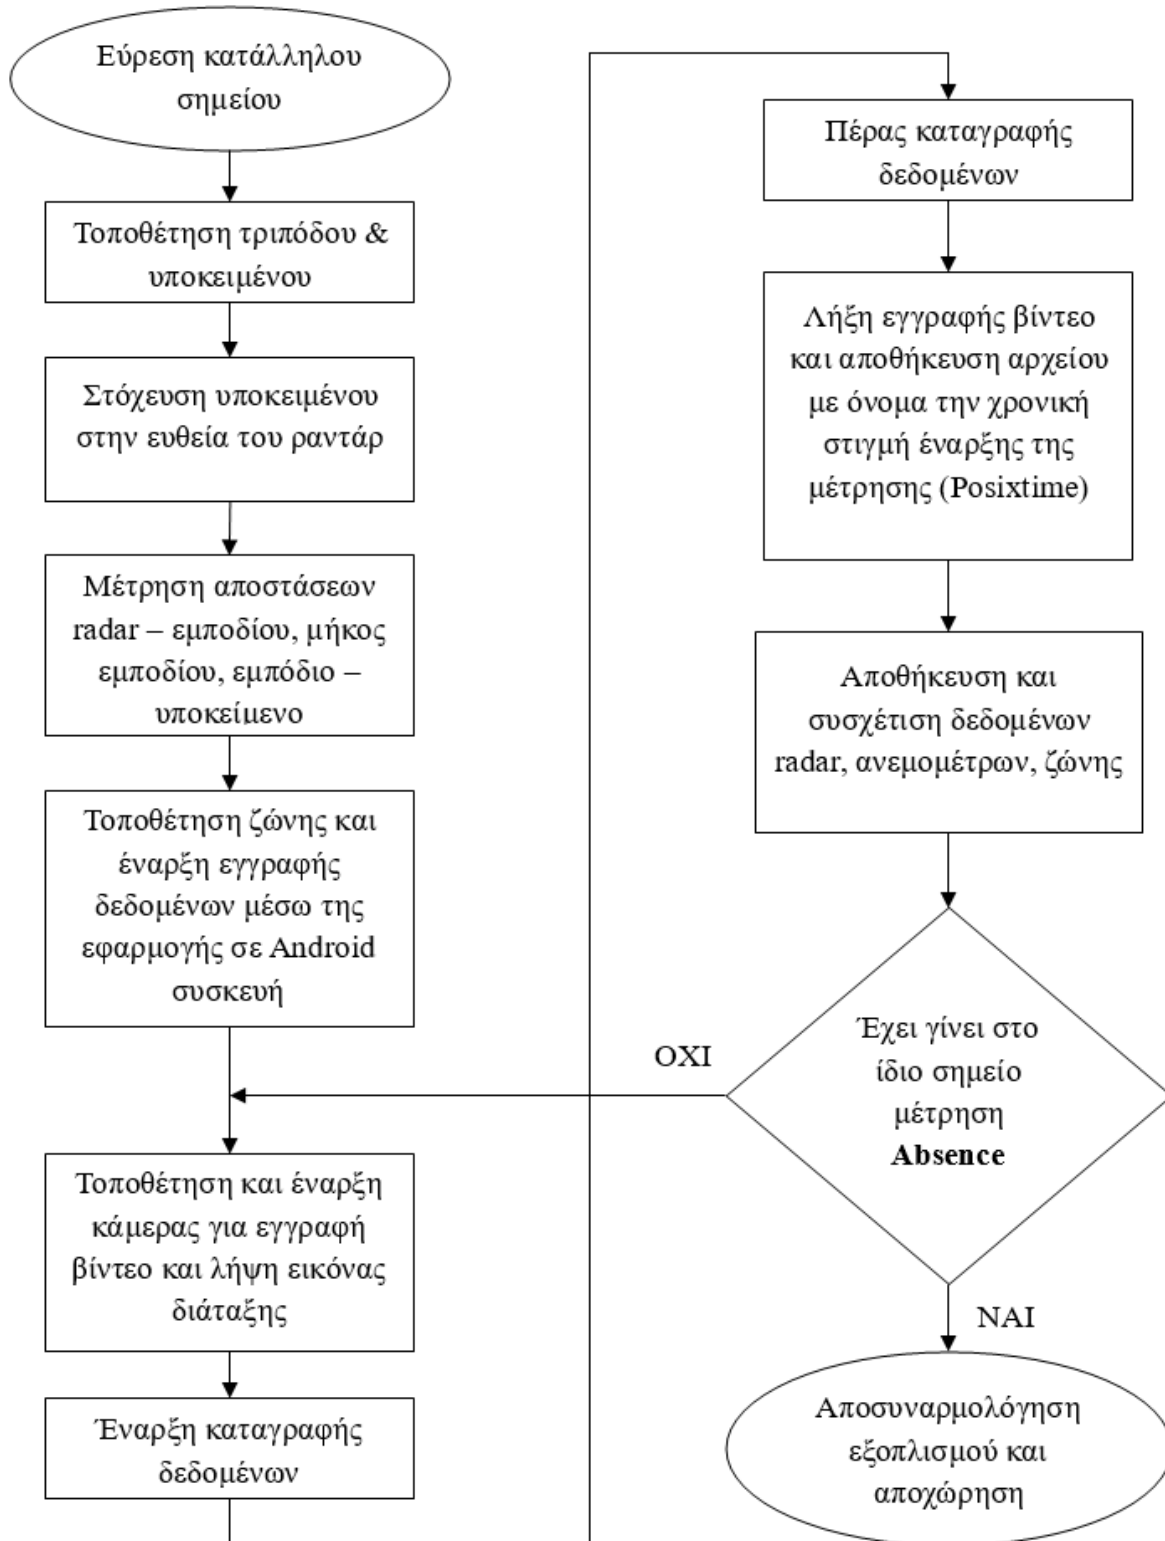 Εύρεση κατάλληλου
σημείου
Τοποθέτηση τριπόδου &
υποκειμένου
Στόχευση υποκειμένου
στην ευθεία του ραντάρ
Μέτρηση αποστάσεων
radar – εμποδίου, μήκος
εμποδίου, εμπόδιο –
υποκείμενο
Τοποθέτηση ζώνης και
έναρξη εγγραφής
δεδομένων μέσω της
εφαρμογής σε Android
συσκευή
Τοποθέτηση και έναρξη
κάμερας για εγγραφή
βίντεο και λήψη εικόνας
διάταξης
Έναρξη καταγραφής
δεδομένων
Πέρας καταγραφής
δεδομένων
Λήξη εγγραφής βίντεο
και αποθήκευση αρχείου
με όνομα την χρονική
στιγμή έναρξης της
μέτρησης (Posixtime)
Αποθήκευση και
συσχέτιση δεδομένων
radar, ανεμομέτρων, ζώνης
Έχει γίνει στο
ίδιο σημείο
μέτρηση
Absence
ΟΧΙ
ΝΑΙ
Αποσυναρμολόγηση
εξοπλισμού και
αποχώρηση